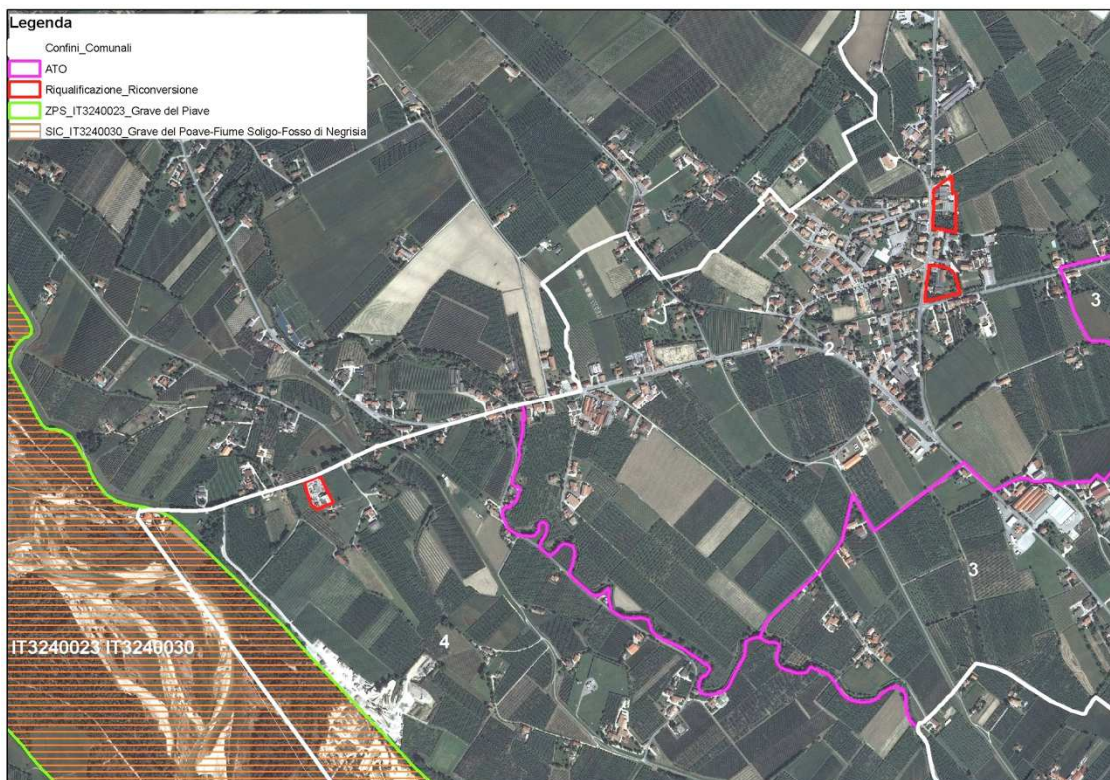 Legenda
Confini_Comunali
ATO
Riqualificazione_Riconversione
ZPS_IT3240023_Grave del Piave
SIC_IT3240030_Grave del Poave-Fiume Soligo-Fosso di Negrisia
3
2
3
4
IT3240023 IT3240030